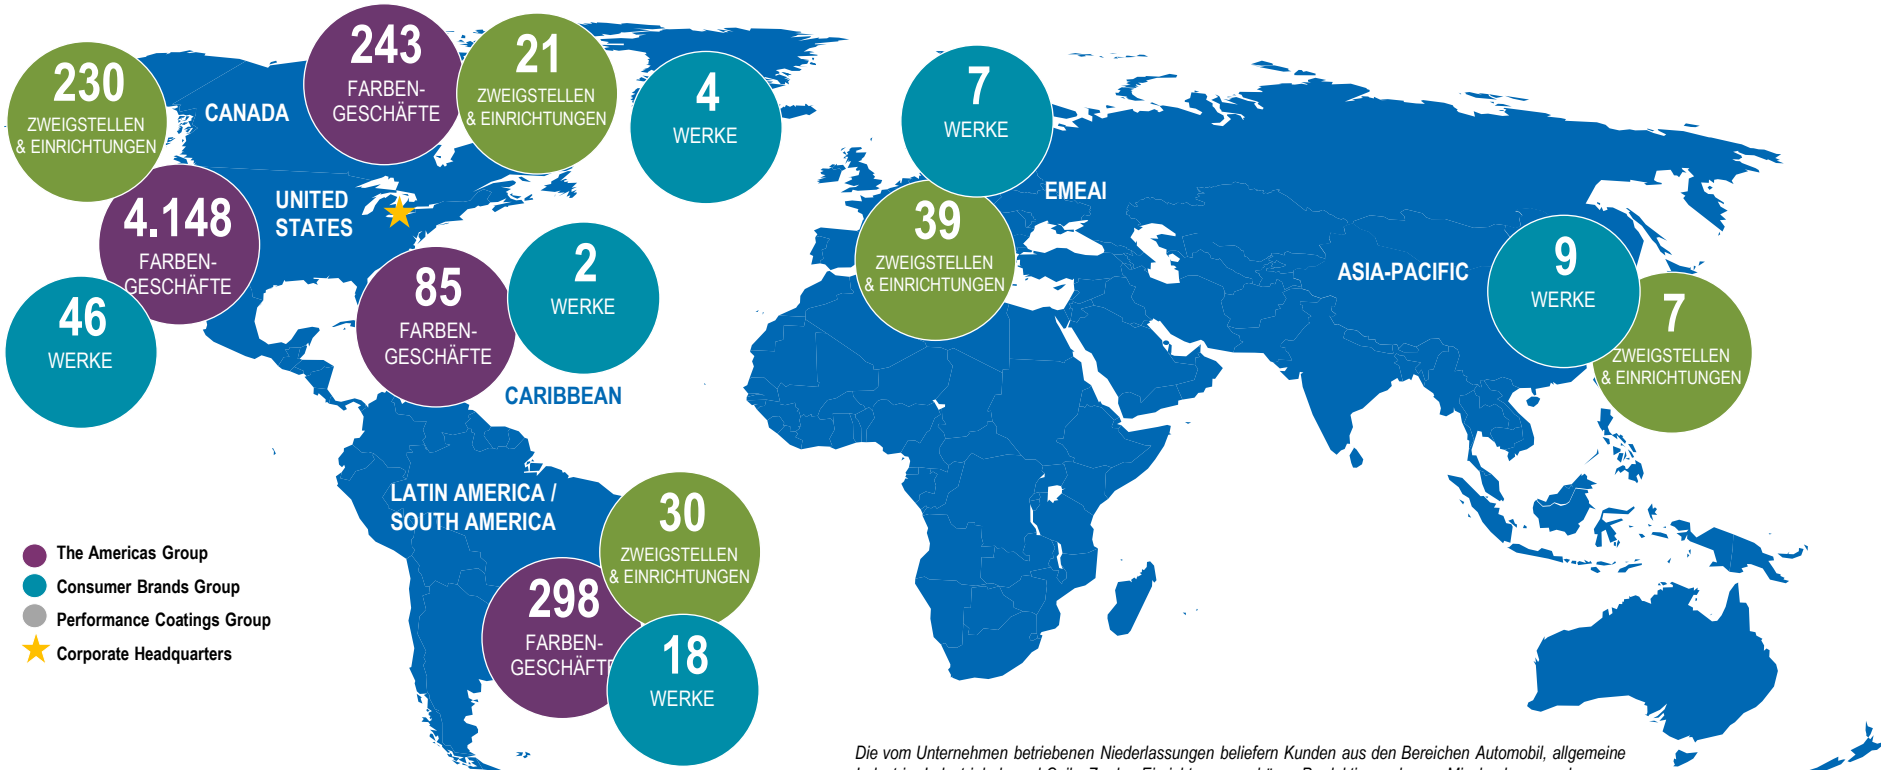 230
ZWEIGSTELLEN
& EINRICHTUNGEN
CANADA
243
FARBEN-
GESCHÄFTE
21
ZWEIGSTELLEN
& EINRICHTUNGEN
4
WERKE
7
WERKE
4.148
FARBEN-
GESCHÄFTE
UNITED
STATES
39
ZWEIGSTELLEN
& EINRICHTUNGEN
EMEAI
46
WERKE
85
FARBEN-
GESCHÄFTE
2
WERKE
CARIBBEAN
ASIA-PACIFIC
9
WERKE
7
ZWEIGSTELLEN
& EINRICHTUNGEN
LATIN AMERICA /
SOUTH AMERICA
30
ZWEIGSTELLEN
& EINRICHTUNGEN
298
FARBEN-
GESCHÄFTE
18
WERKE
The Americas Group
Consumer Brands Group
Performance Coatings Group
Corporate Headquarters
Die vom Unternehmen betriebenen Niederlassungen beliefern Kunden aus den Bereichen Automobil, allgemeine